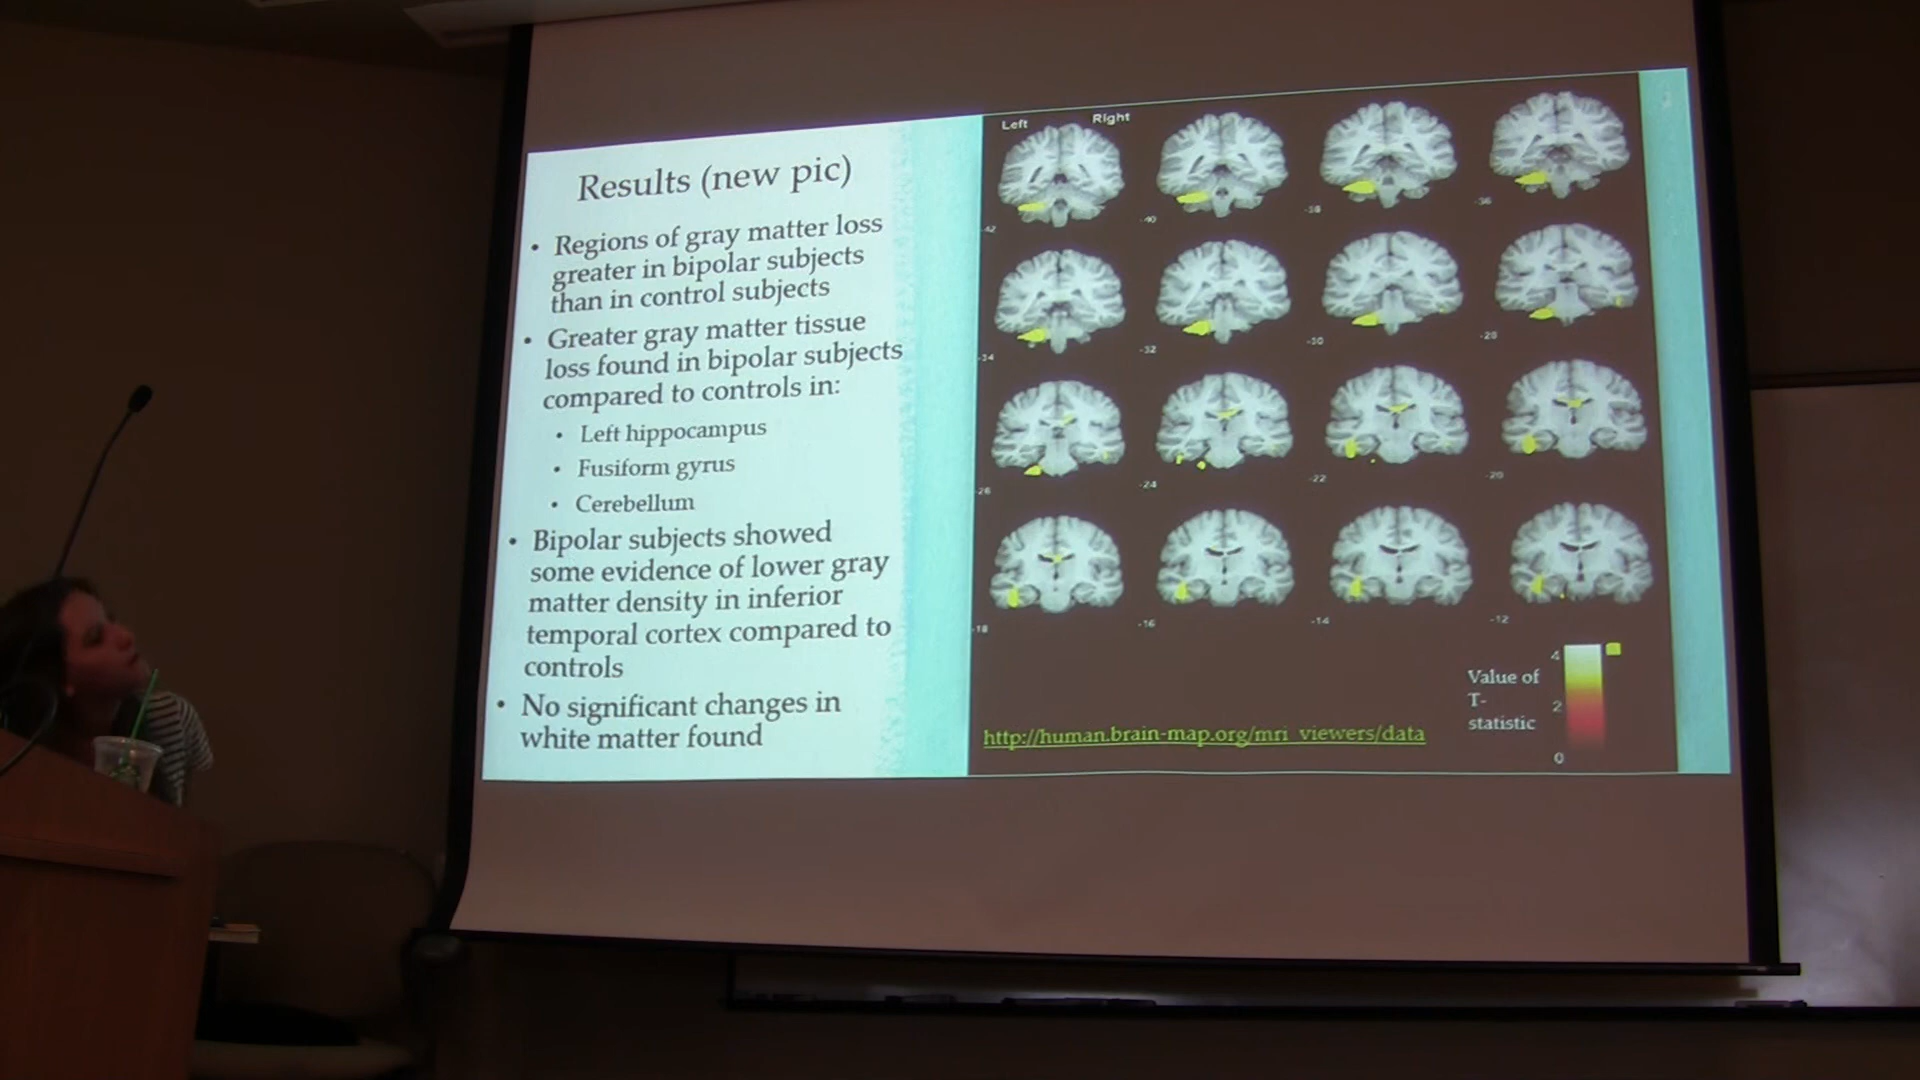 Results (new pic)
• Regions of gray matter loss
greater in bipolar subjects
than in control subjects
• Greater gray matter tissue
loss found in bipolar subjects
compared to controls in:
• Left hippocampus
• Fusiform gyrus
• Cerebellum
• Bipolar subjects showed
some evidence of lower gray
matter density in inferior
temporal cortex compared to
controls
• No significant changes in
white matter found
Left Right
-42 -40 -38 -36
-34 -32 -30 -28
-26 -24 -22 -20
-18 -16 -14 -12
Value of
T-
statistic
4
2
0
http://human.brain-map.org/mri_viewers/data